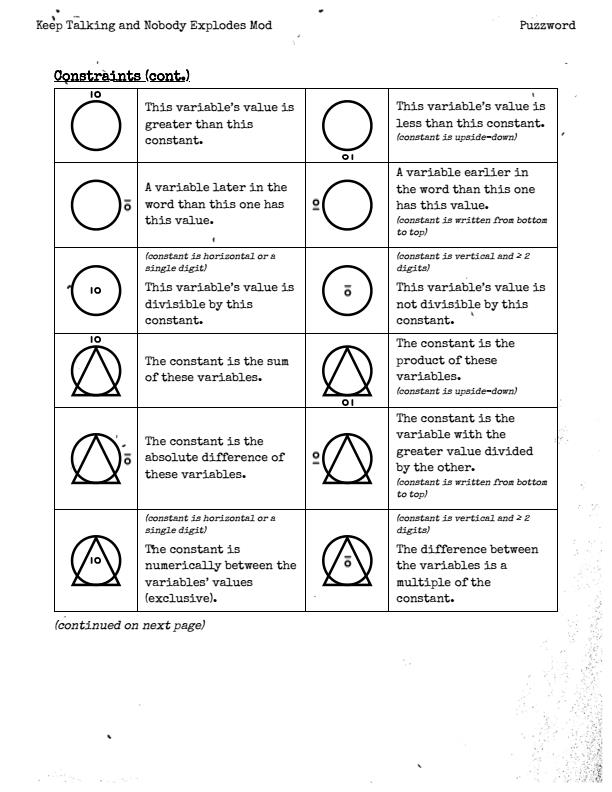 Keep Talking and Nobody Explodes Mod Puzzword
Constraints (cont.)
10
This variable's value is
greater than this
constant.
10
This variable's value is
less than this constant.
(constant is upside-down)
10
A variable later in the
word than this one has
this value.
10
A variable earlier in
the word than this one
has this value.
(constant is written from bottom
to top)
10
(constant is horizontal or a
single digit)
This variable's value is
divisible by this
constant.
10
(constant is vertical and ≥ 2
digits)
This variable's value is
not divisible by this
constant.
10
The constant is the sum
of these variables.
10
The constant is the
product of these
variables.
(constant is upside-down)
10
The constant is the
absolute difference of
these variables.
10
The constant is the
variable with the
greater value divided
by the other.
(constant is written from bottom
to top)
10
(constant is horizontal or a
single digit)
The constant is
numerically between the
variables' values
(exclusive).
10
(constant is vertical and ≥ 2
digits)
The difference between
the variables is a
multiple of the
constant.
(continued on next page)